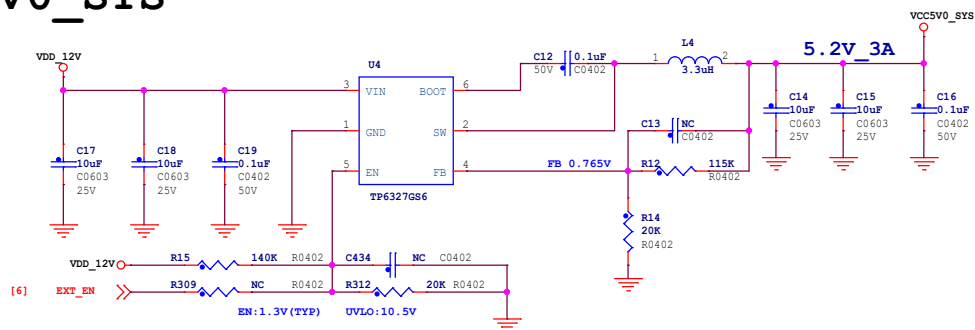 V0_SYS
VCC5V0_SYS
VDD_12V
U4
C12 0.1uF
50V C0402
L4
1 2
3.3uH
5.2V_3A
3 VIN BOOT 6
1 GND SW 2
5 EN FB 4
TP6327GS6
C13 NC
C0402
FB 0.765V
R12 115K
R0402
C14
10uF
C0603
25V
C15
10uF
C0603
25V
C16
0.1uF
C0402
50V
C17
10uF
C0603
25V
C18
10uF
C0603
25V
C19
0.1uF
C0402
50V
R14
20K
R0402
VDD_12V R15 140K R0402 C434 NC C0402
[6] EXT_EN R309 NC R0402 R312 20K R0402
EN:1.3V(TYP) UVLO:10.5V